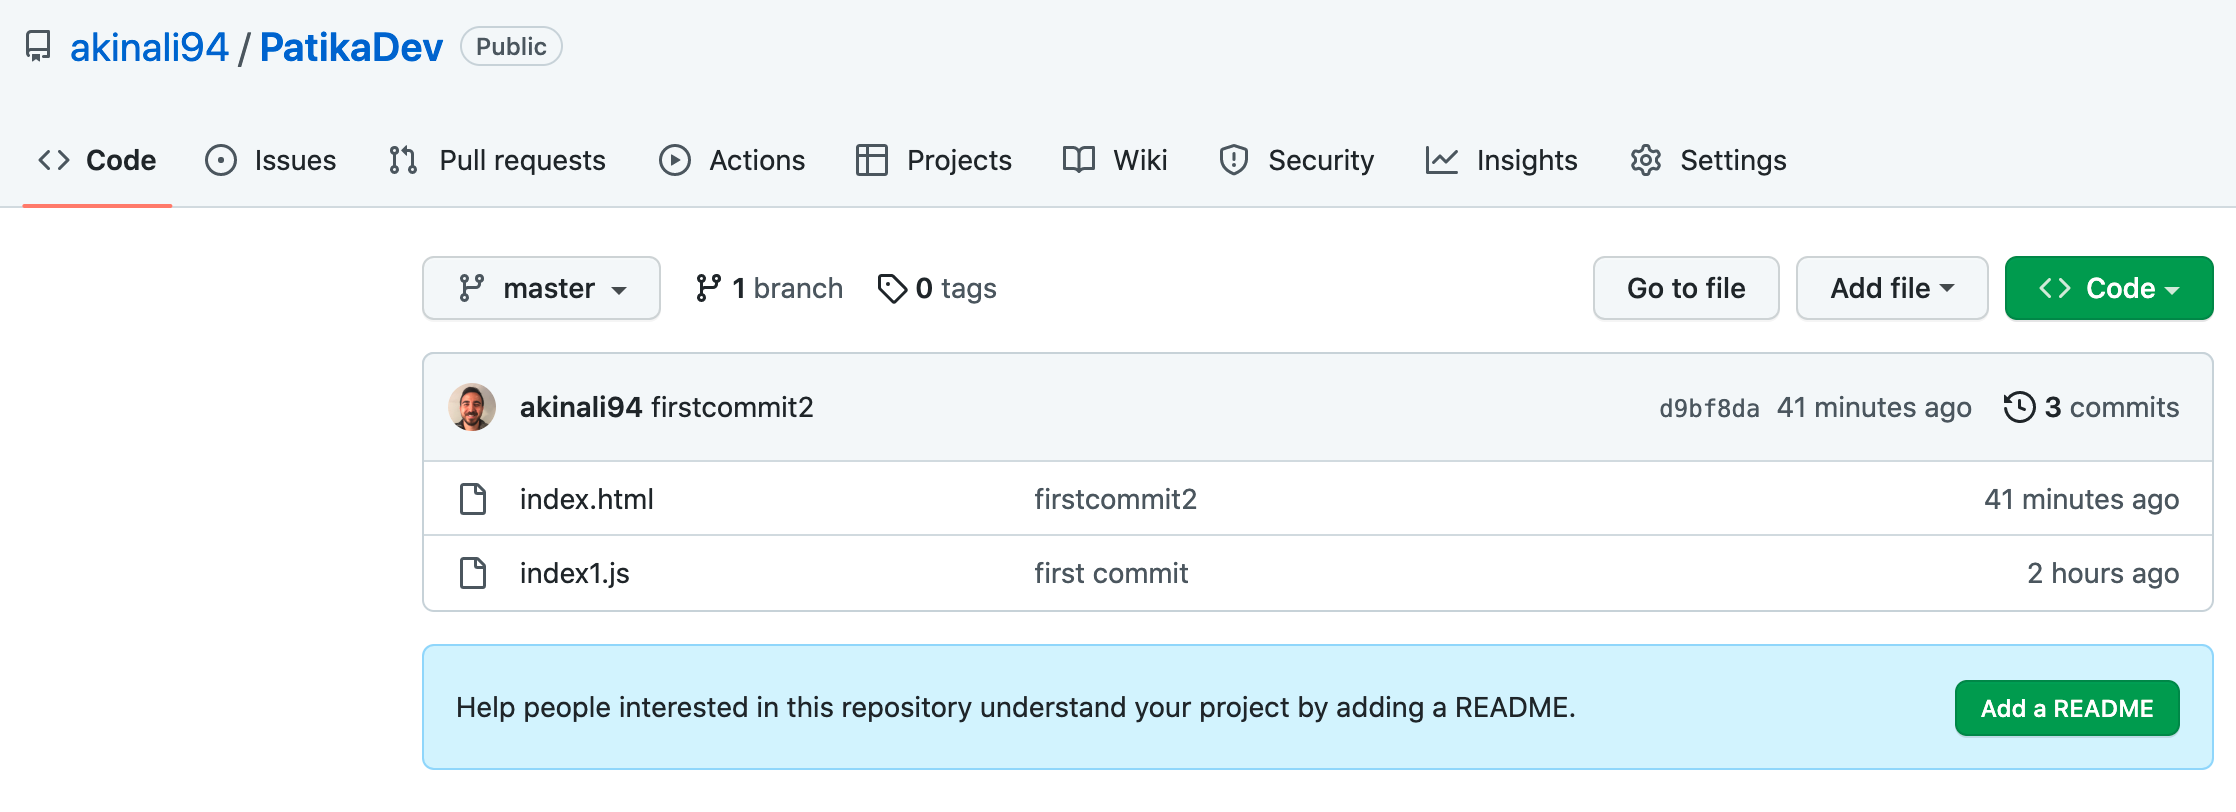 akinali94 / PatikaDev Public
Code Issues Pull requests Actions Projects Wiki Security Insights Settings
master 1 branch 0 tags Go to file Add file Code
akinali94 firstcommit2 d9bf8da 41 minutes ago 3 commits
index.html firstcommit2 41 minutes ago
index1.js first commit 2 hours ago
Help people interested in this repository understand your project by adding a README. Add a README